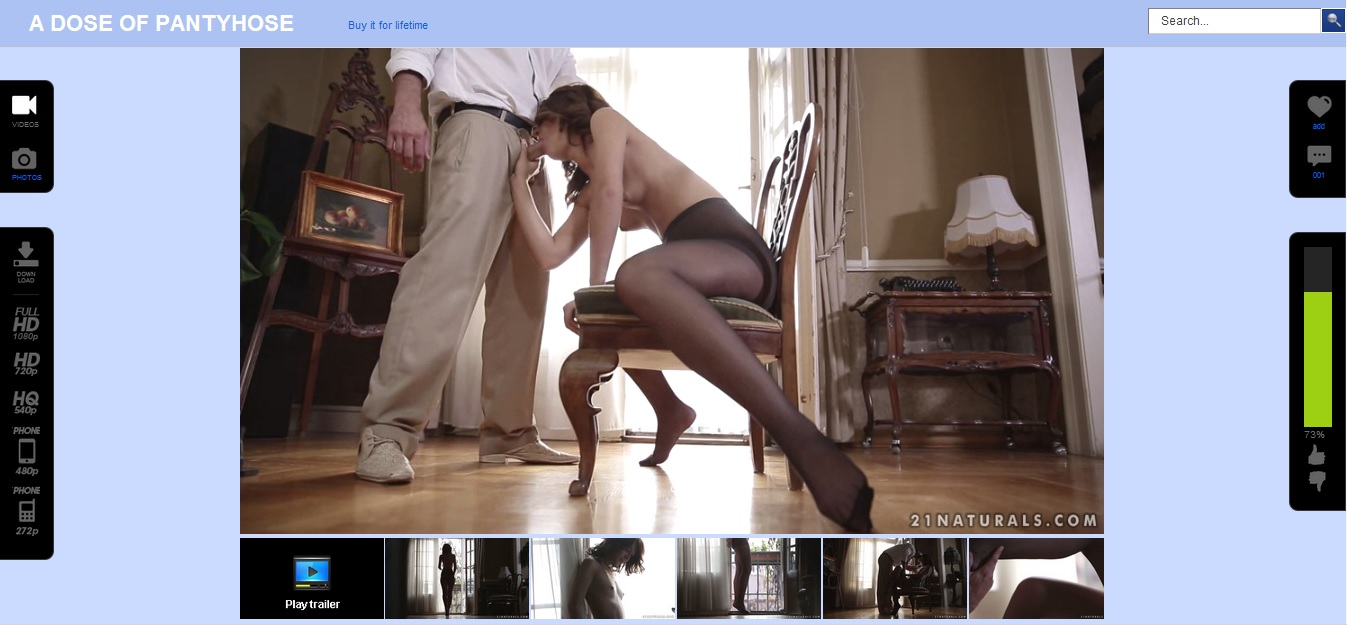 A DOSE OF PANTYHOSE
Buy it for lifetime
Search...
VIDEOS
PHOTOS
DOWN
LOAD
FULL
HD
1080p
HD
720p
HQ
540p
'PHONE
480p
'PHONE
272p
add
001
73%
21NATURALS.COM
Play trailer